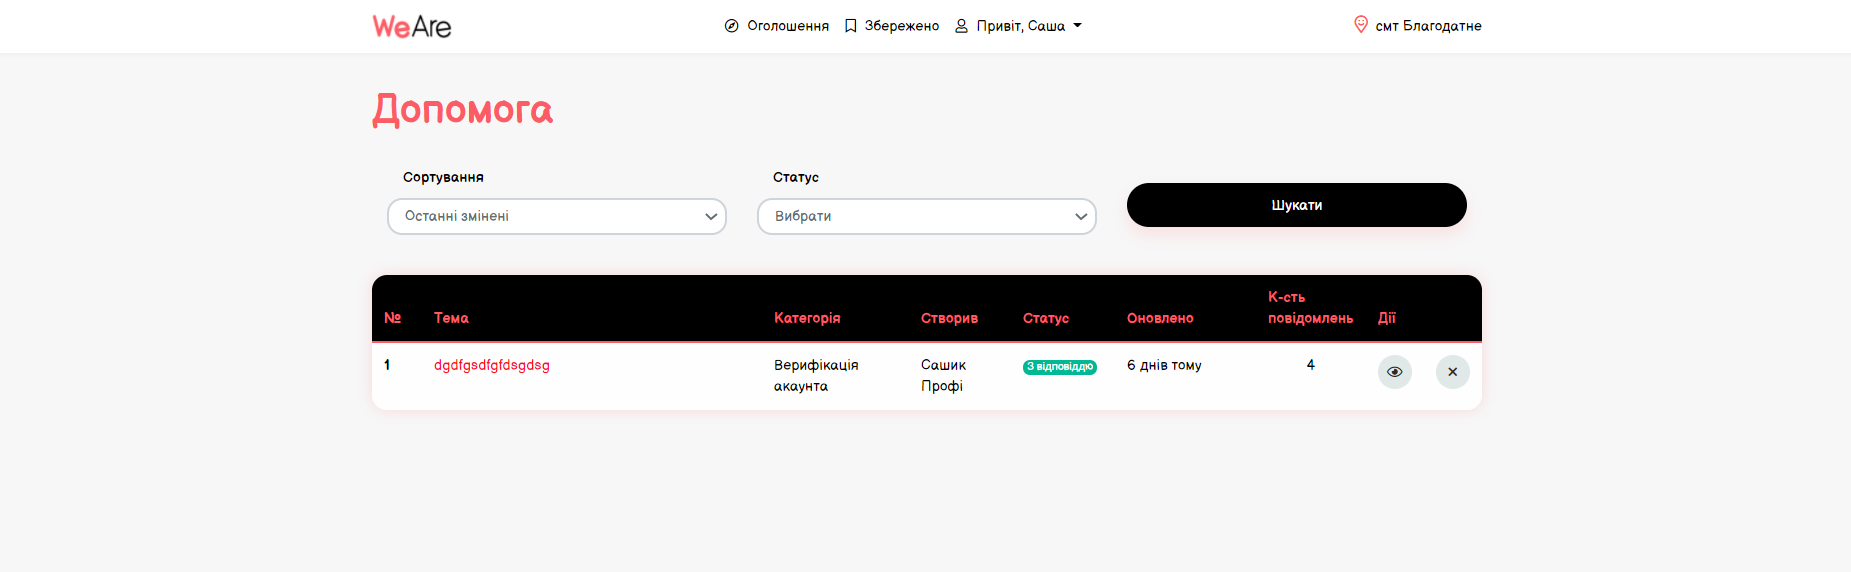 WeAre
Оголошення
Збережено
Привіт, Саша
смт Благодатне
Допомога
Сортування
Статус
Останні змінені
Вибрати
Шукати
№ Тема Категорія Створив Статус Оновлено К-сть повідомлень Дії
1 dgdfgsdfgfdsgdsg Верифікація акаунта Сашик Профі З відповіддю 6 днів тому 4